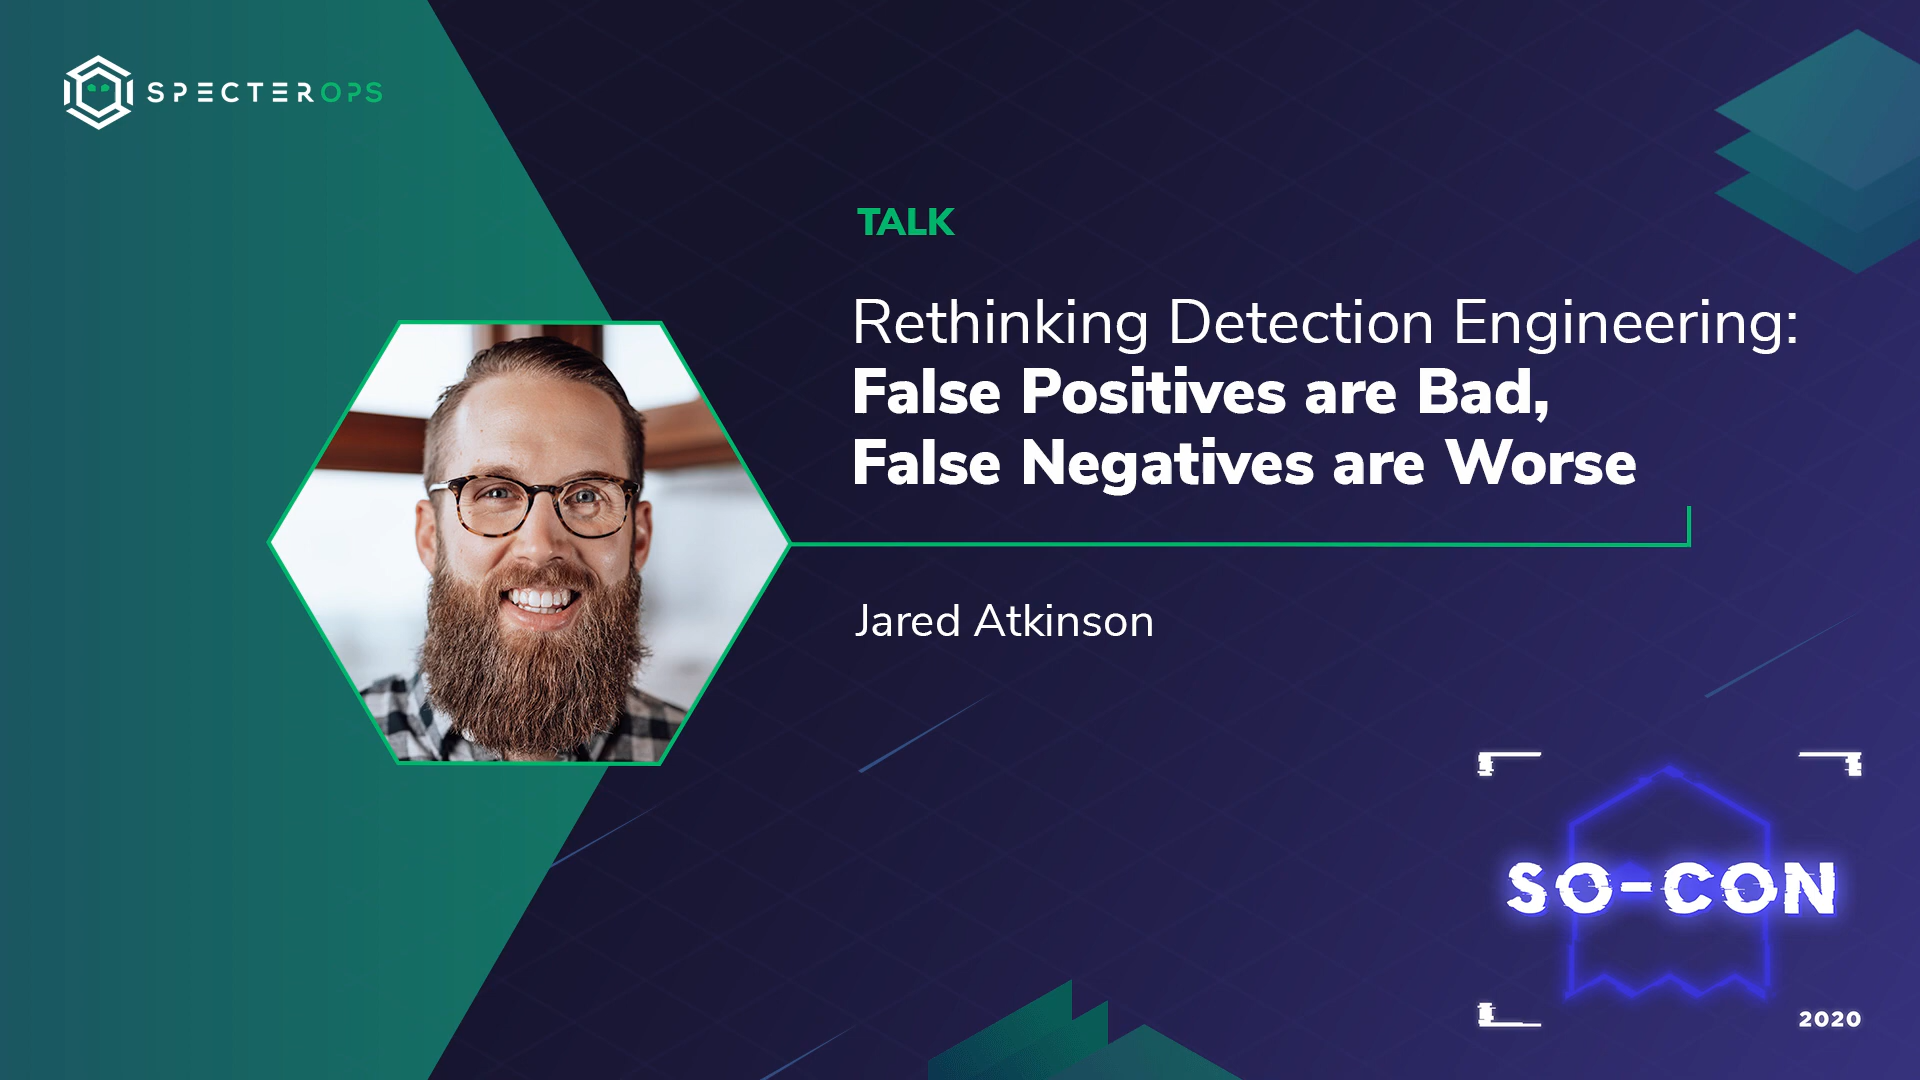 SPECTEROPS
TALK
Rethinking Detection Engineering:
False Positives are Bad,
False Negatives are Worse
Jared Atkinson
SO-CON
2020